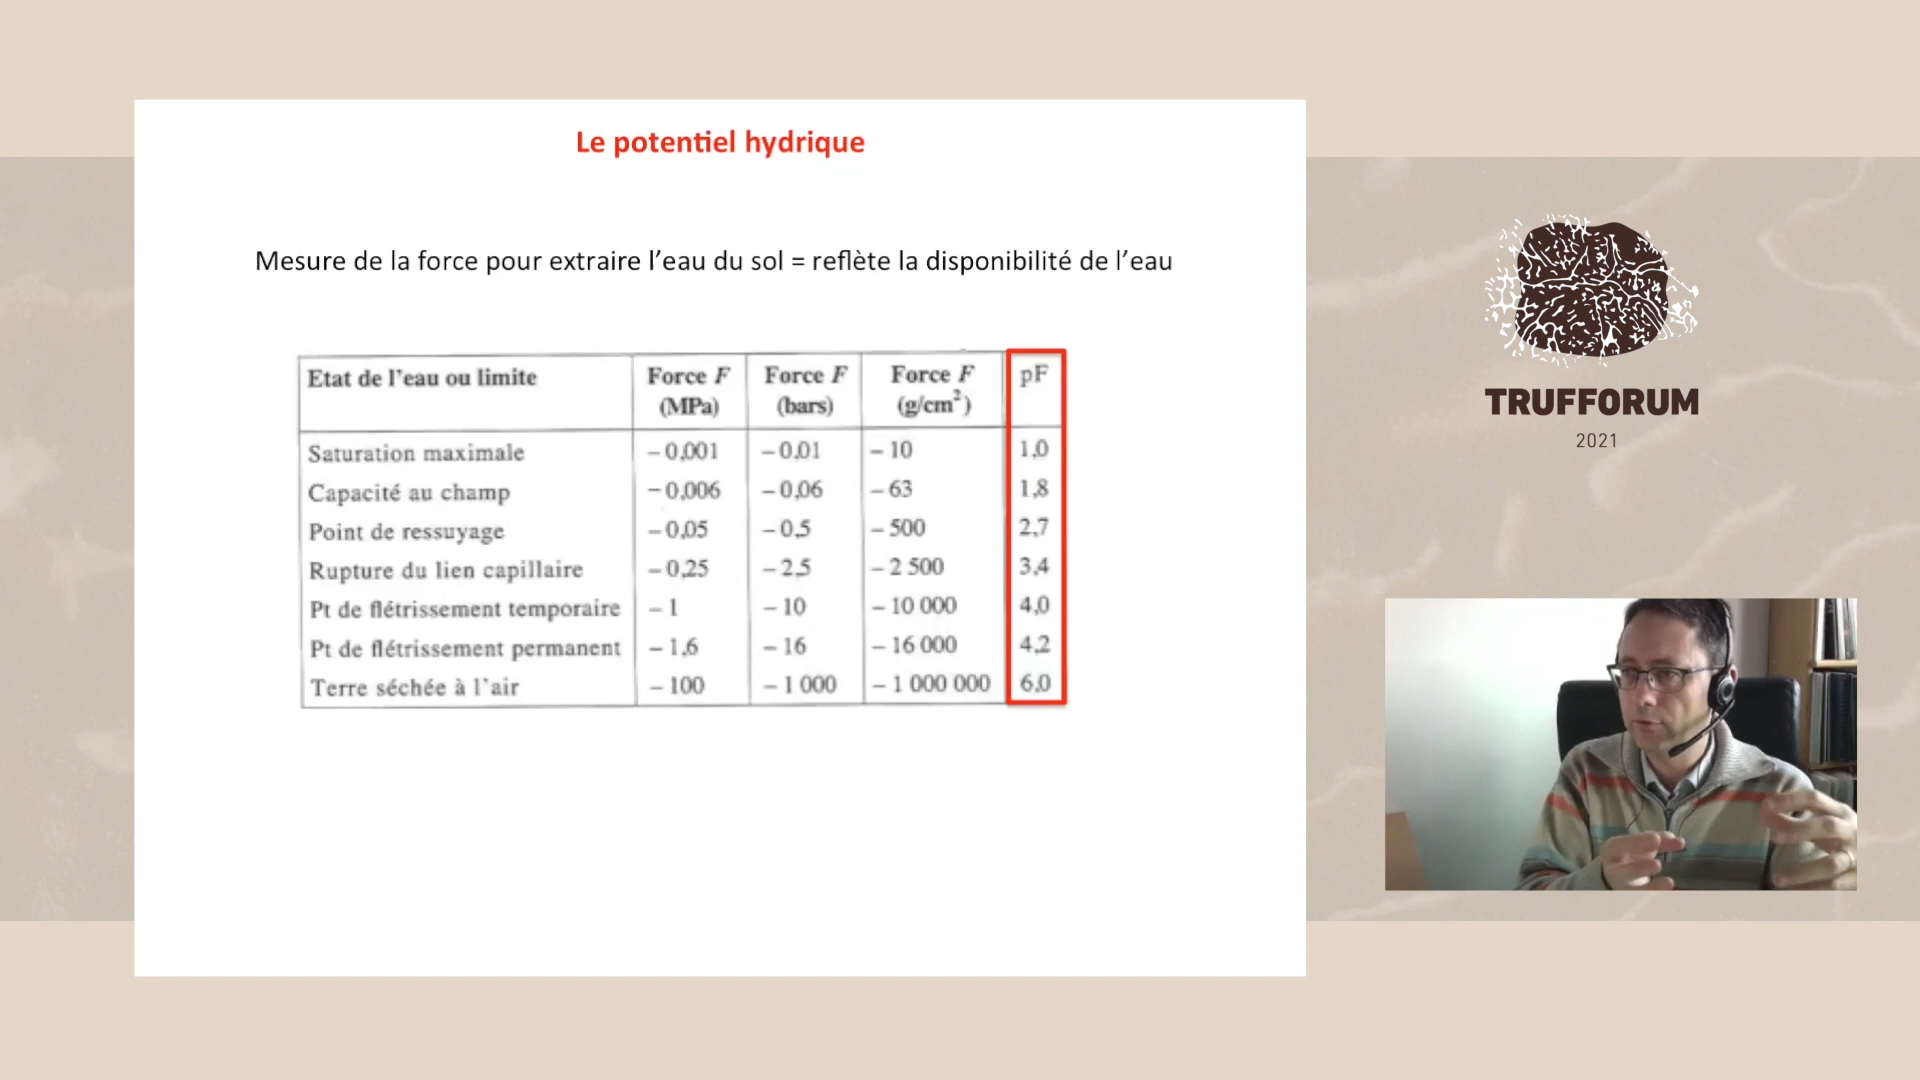 Le potentiel hydrique
Mesure de la force pour extraire l’eau du sol = reflète la disponibilité de l’eau
Etat de l’eau ou limite Force F (MPa) Force F (bars) Force F (g/cm²) pF
Saturation maximale – 0,001 – 0,01 – 10 1,0
Capacité au champ – 0,006 – 0,06 – 63 1,8
Point de ressuyage – 0,05 – 0,5 – 500 2,7
Rupture du lien capillaire – 0,25 – 2,5 – 2 500 3,4
Pt de flétrissement temporaire – 1 – 10 – 10 000 4,0
Pt de flétrissement permanent – 1,6 – 16 – 16 000 4,2
Terre séchée à l’air – 100 – 1 000 – 1 000 000 6,0
TRUFFORUM
2021